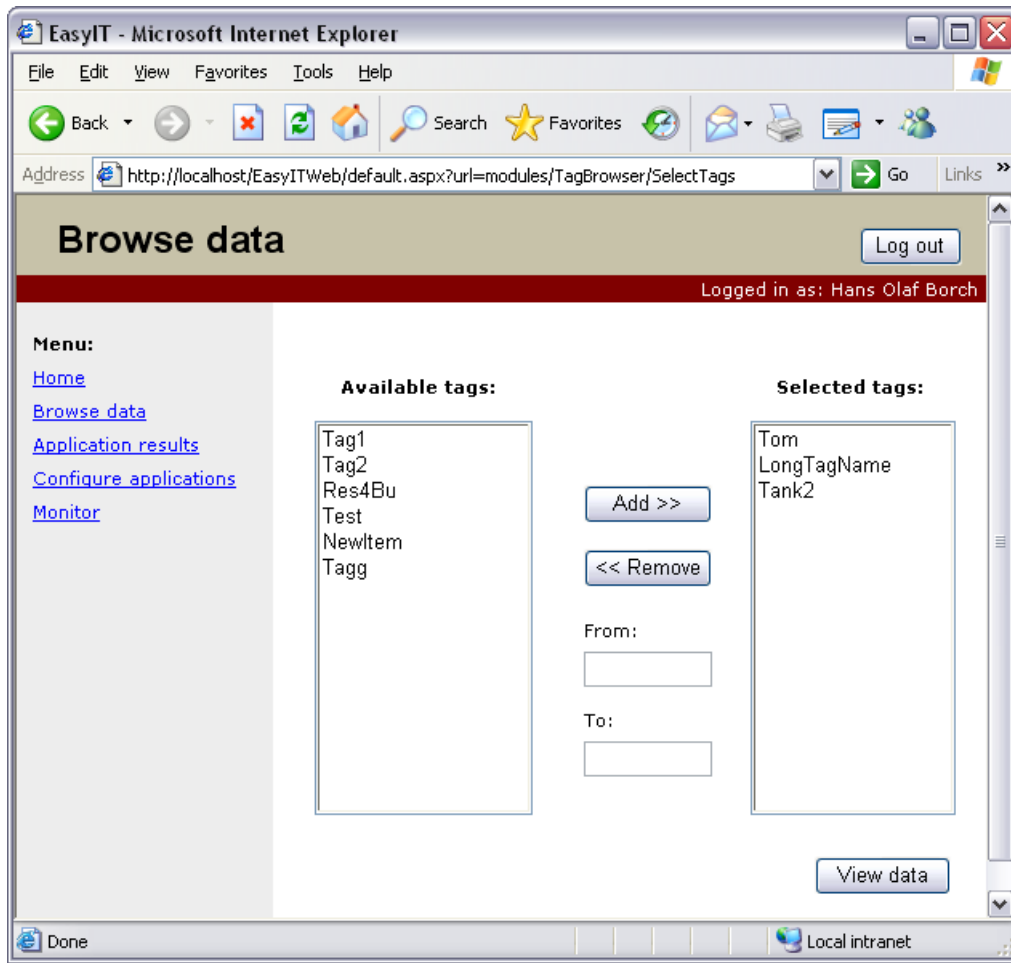 EasyIT - Microsoft Internet Explorer
File Edit View Favorites Tools Help
Back Search Favorites
Address http://localhost/EasyITWeb/default.aspx?url=modules/TagBrowser/SelectTags Go Links »
Browse data
Log out
Logged in as: Hans Olaf Borch
Menu:
Home
Browse data
Application results
Configure applications
Monitor
Available tags:
Tag1
Tag2
Res4Bu
Test
NewItem
Tagg
Add >>
<< Remove
From:
To:
Selected tags:
Tom
LongTagName
Tank2
View data
Done Local intranet